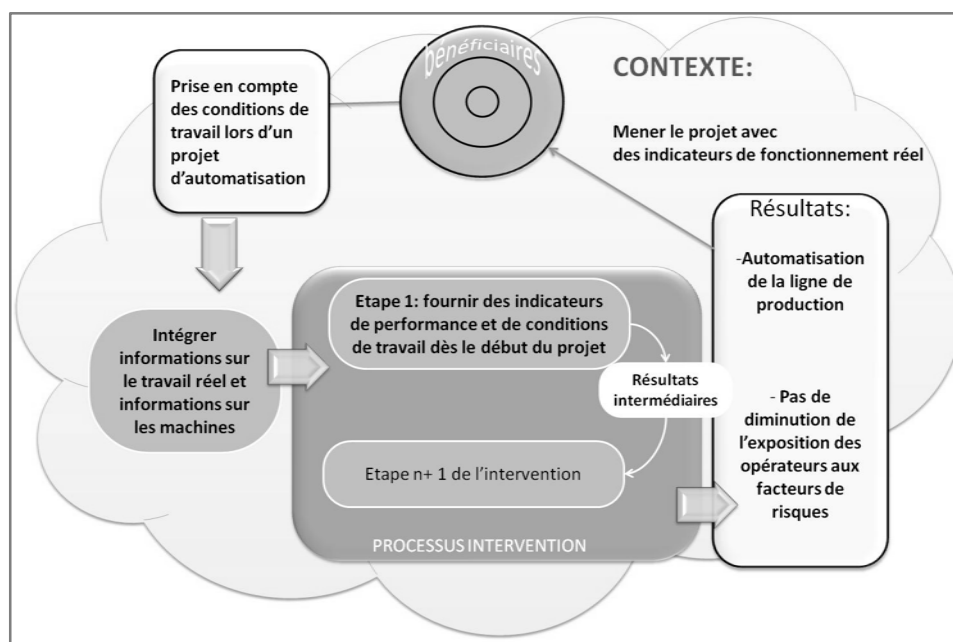 bénéficiaires
CONTEXTE:
Mener le projet avec
des indicateurs de fonctionnement réel
Prise en compte
des conditions de
travail lors d'un
projet
d'automatisation
Intégrer
informations sur
le travail réel et
informations sur
les machines
Etape 1: fournir des indicateurs
de performance et de conditions
de travail dès le début du projet
Résultats
intermédiaires
Etape n+ 1 de l'intervention
PROCESSUS INTERVENTION
Résultats:
-Automatisation
de la ligne de
production
- Pas de
diminution de
l'exposition des
opérateurs aux
facteurs de
risques